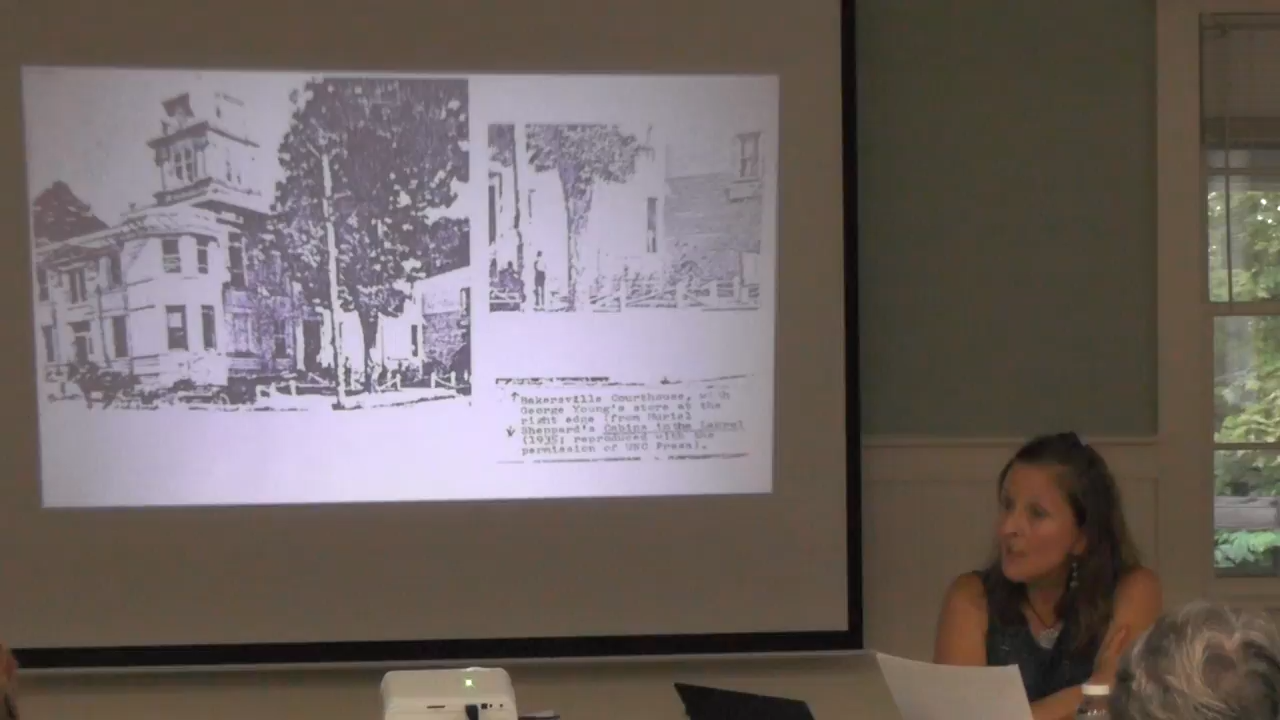 Bakersville Courthouse, with
George Young's store at the
right edge (from Muriel
Sheppard's Cabins in the Laurel
(1935; reproduced with the
permission of UNC Press).